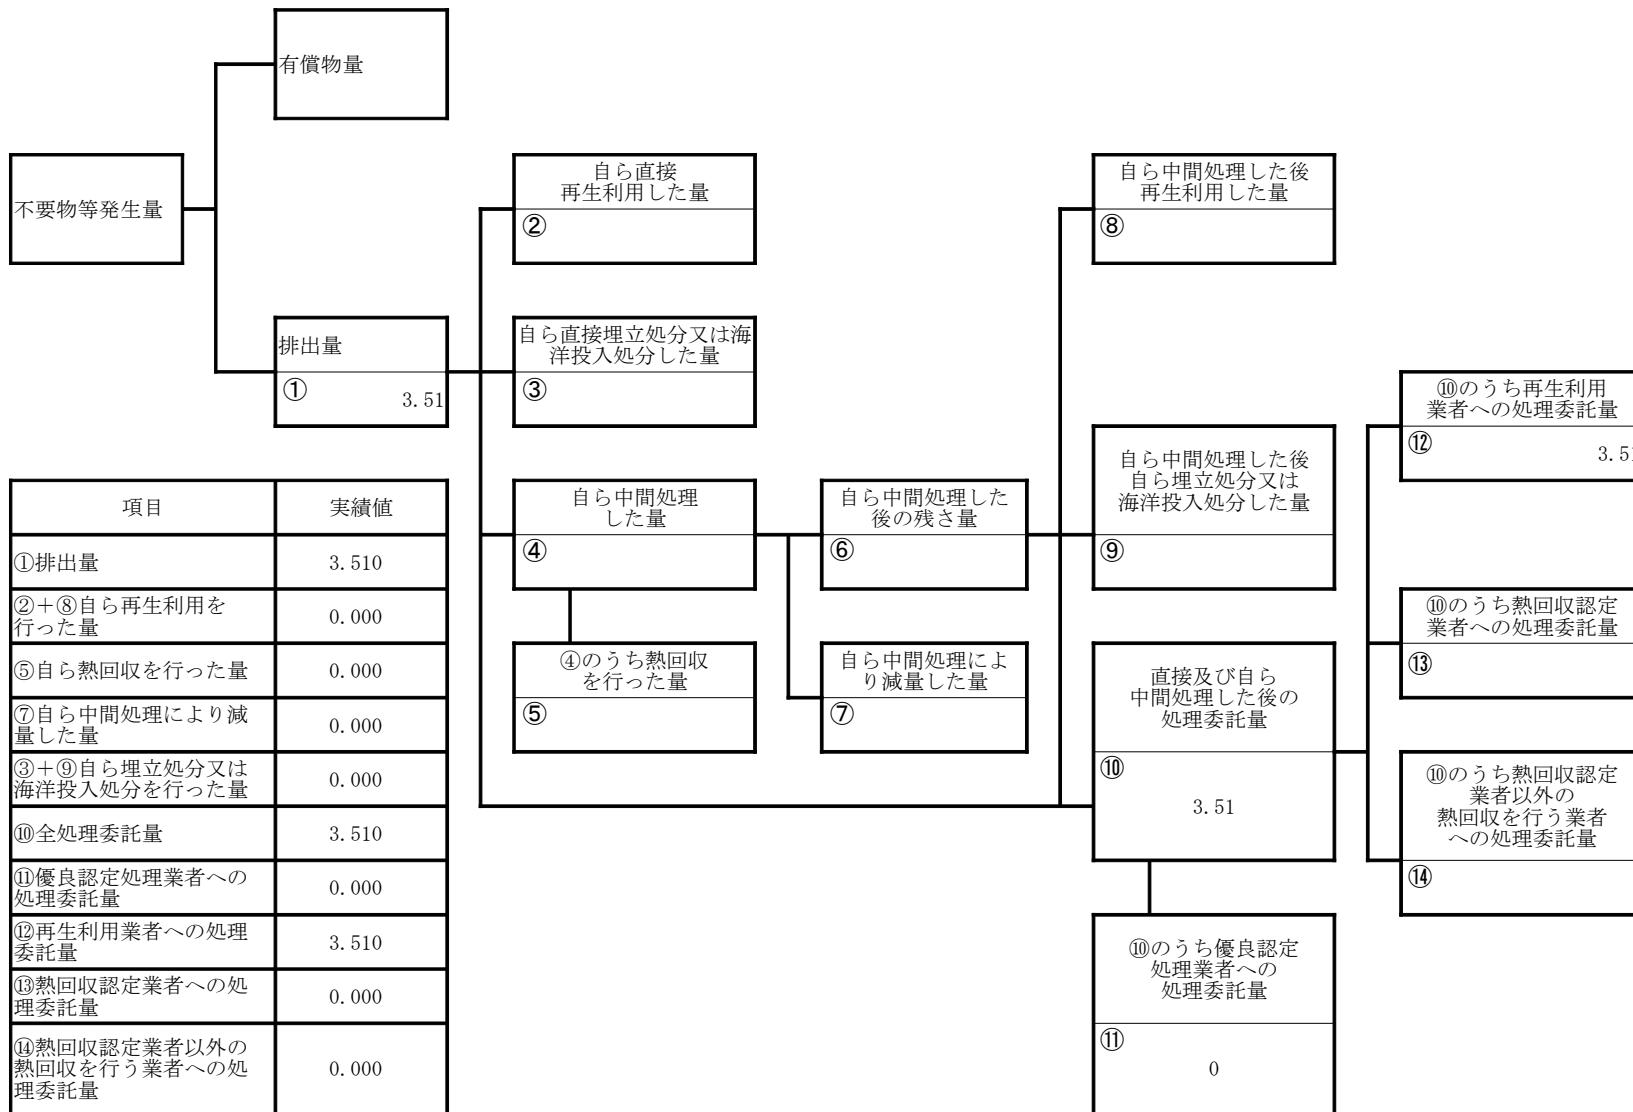 有償物量
不要物等発生量
自ら直接
再生利用した量
②
自ら中間処理した後
再生利用した量
⑧
排出量
①
3.51
自ら直接埋立処分又は海
洋投入処分した量
③
⑩のうち再生利用
業者への処理委託量
⑫
3.51
自ら中間処理した後
自ら埋立処分又は
海洋投入処分した量
⑨
自ら中間処理
した量
④
自ら中間処理した
後の残さ量
⑥
④のうち熱回収
を行った量
⑤
自ら中間処理によ
り減量した量
⑦
直接及び自ら
中間処理した後の
処理委託量
⑩
3.51
⑩のうち熱回収認定
業者への処理委託量
⑬
⑩のうち熱回収認定
業者以外の
熱回収を行う業者
への処理委託量
⑭
⑩のうち優良認定
処理業者への
処理委託量
⑪
0
項目 実績値
①排出量 3.510
②＋⑧自ら再生利用を
行った量 0.000
⑤自ら熱回収を行った量 0.000
⑦自ら中間処理により減
量した量 0.000
③＋⑨自ら埋立処分又は
海洋投入処分を行った量 0.000
⑩全処理委託量 3.510
⑪優良認定処理業者への
処理委託量 0.000
⑫再生利用業者への処理
委託量 3.510
⑬熱回収認定業者への処
理委託量 0.000
⑭熱回収認定業者以外の
熱回収を行う業者への処
理委託量 0.000